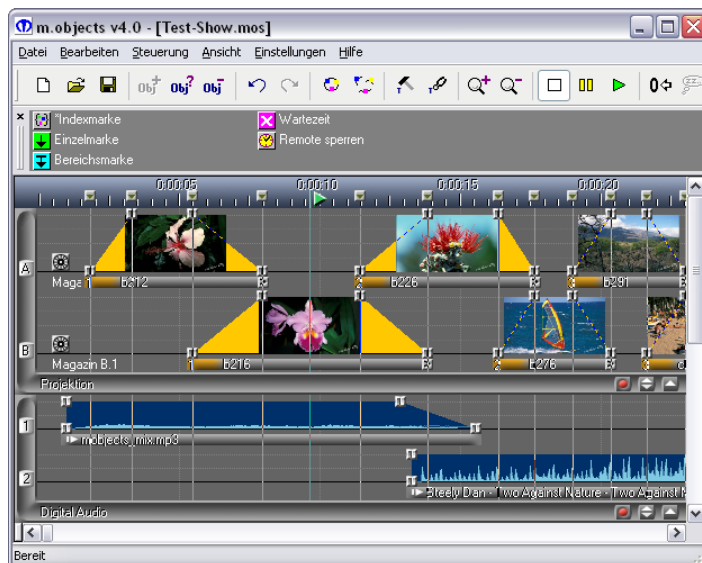 m.objects v4.0 - [Test-Show.mos]
Datei Bearbeiten Steuerung Ansicht Einstellungen Hilfe
obj+ obj? obj- 0
*Indexmarke Wartezeit
Einzelmarke Remote sperren
Bereichsmarke
0:00:05 0:00:10 0:00:15 0:00:20
A
Maga b212 b226 b291
B
Magazin B.1 b216 b276
Projektion
1
mobjects_mix.mp3
2
Steely Dan - Two Against Nature - Two Against N
Digital Audio
Bereit